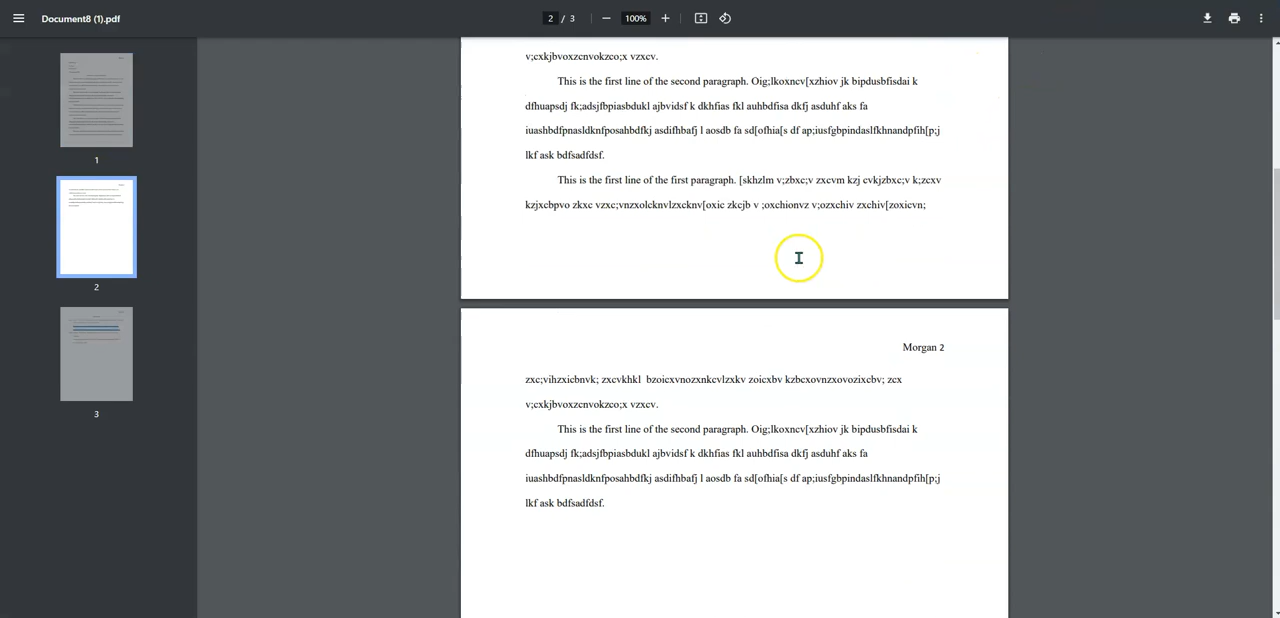 Document8 (1).pdf
2 / 3
100%
1
2
3
v;cxkjbvoxzcnvokzco;x vzxcv.
This is the first line of the second paragraph. Oig;lkoxncv[xzhiov jk bipdusbfisdai k
dfhuapsdj fk;adsjfbpiasbdukl ajbvidsf k dkhfias fkl auhbdfisa dkfj asduhf aks fa
iuashbdfpnasldknfposahbdfkj asdifhbafj l aosdb fa sd[ofhia[s df ap;iusfgbpindaslfkhnandpfih[p;j
lkf ask bdfsadfdsf.
This is the first line of the first paragraph. [skhzlm v;zbxc;v zxcvm kzj cvkjzbxc;v k;zcxv
kzjxcbpvo zkxc vzxc;vnzxolcknvlzxcknv[oxic zkcjb v ;oxchionvz v;ozxchiv zxchiv[zoxicvn;
Morgan 2
zxc;vihzxicbnvk; zxcvkhkl bzoicxvnozxnkcvlzxkv zoicxbv kzbcxovnzxovozixcbv; zcx
v;cxkjbvoxzcnvokzco;x vzxcv.
This is the first line of the second paragraph. Oig;lkoxncv[xzhiov jk bipdusbfisdai k
dfhuapsdj fk;adsjfbpiasbdukl ajbvidsf k dkhfias fkl auhbdfisa dkfj asduhf aks fa
iuashbdfpnasldknfposahbdfkj asdifhbafj l aosdb fa sd[ofhia[s df ap;iusfgbpindaslfkhnandpfih[p;j
lkf ask bdfsadfdsf.